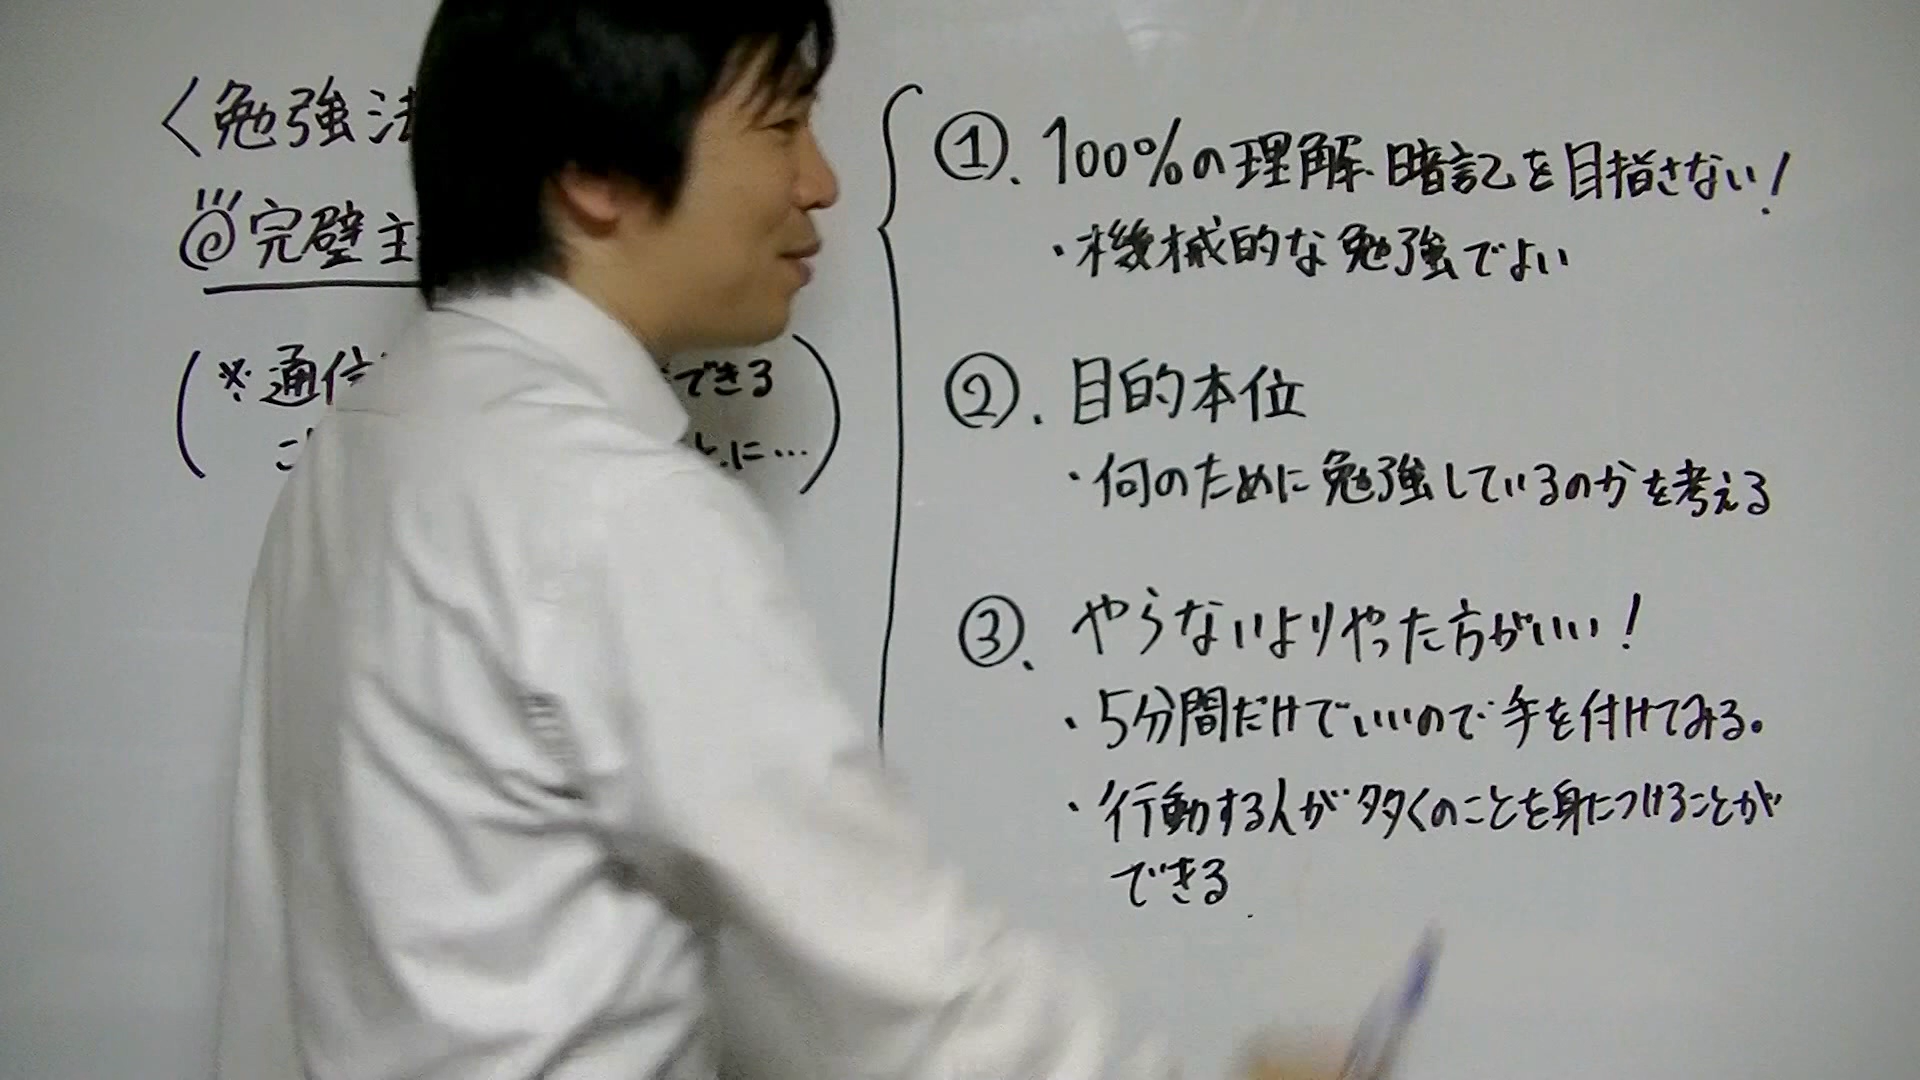 〈勉強法
◎完璧主
(※通信 できる
こ とに…)
①. 100%の理解.暗記を目指さない!
・機械的な勉強でよい
②. 目的本位
・何のために勉強しているのかを考える
③. やらないよりやった方がいい!
・5分間だけでいいので手を付けてみる。
・行動する人が多くのことを身につけることが
できる